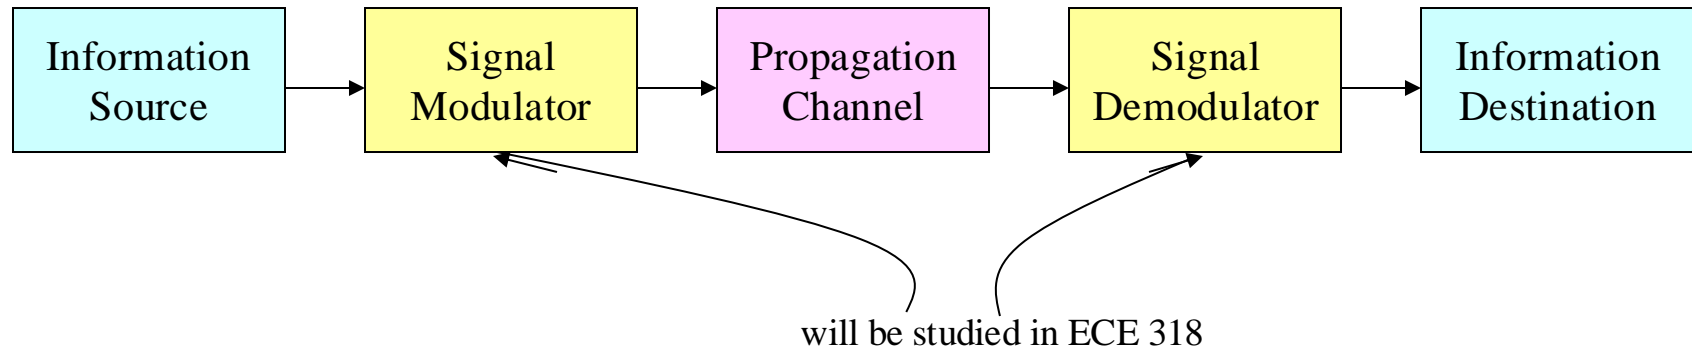 Information
Source
Signal
Modulator
Propagation
Channel
Signal
Demodulator
Information
Destination
will be studied in ECE 318